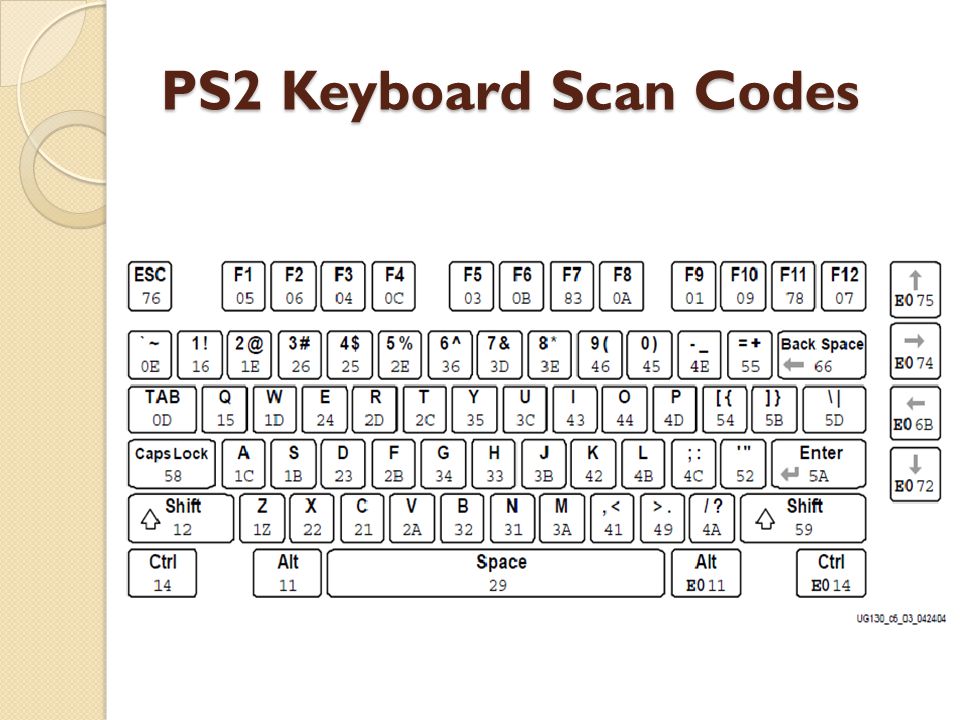 PS2 Keyboard Scan Codes
ESC F1 F2 F3 F4 F5 F6 F7 F8 F9 F10 F11 F12
76 05 06 04 0C 03 0B 83 0A 01 09 78 07 E0 75
` ~ 1 ! 2 @ 3 # 4 $ 5 % 6 ^ 7 & 8 * 9 ( 0 ) - _ = + Back Space
0E 16 1E 26 25 2E 36 3D 3E 46 45 4E 55 66 E0 74
TAB Q W E R T Y U I O P [ { ] } \ |
0D 15 1D 24 2D 2C 35 3C 43 44 4D 54 5B 5D E0 6B
Caps Lock A S D F G H J K L ; : ' " Enter
58 1C 1B 23 2B 34 33 3B 42 4B 4C 52 5A E0 72
Shift Z X C V B N M , < > . / ? Shift
12 1Z 22 21 2A 32 31 3A 41 49 4A 59
Ctrl Alt Space Alt Ctrl
14 11 29 E0 11 E0 14
UG130_c6_03_042404